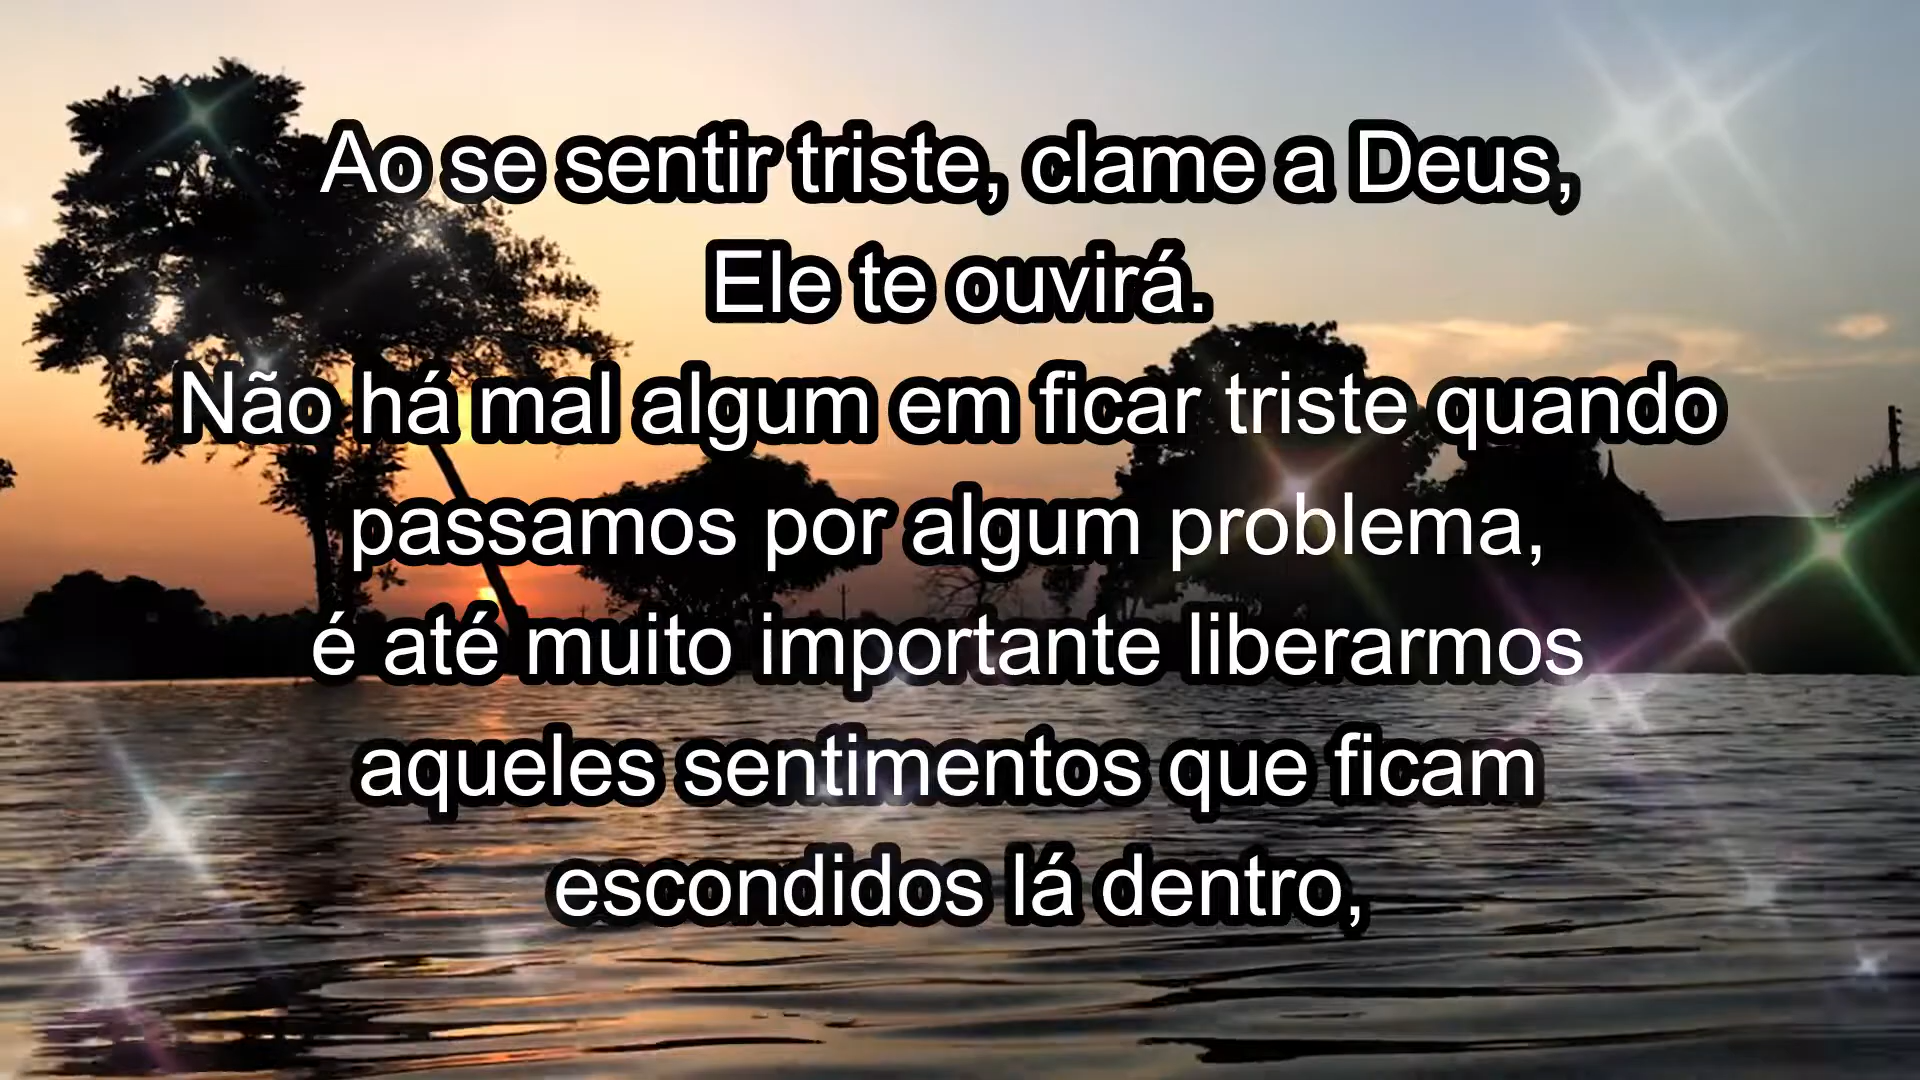 Ao se sentir triste, clame a Deus,
Ele te ouvirá.
Não há mal algum em ficar triste quando
passamos por algum problema,
é até muito importante liberarmos
aqueles sentimentos que ficam
escondidos lá dentro,